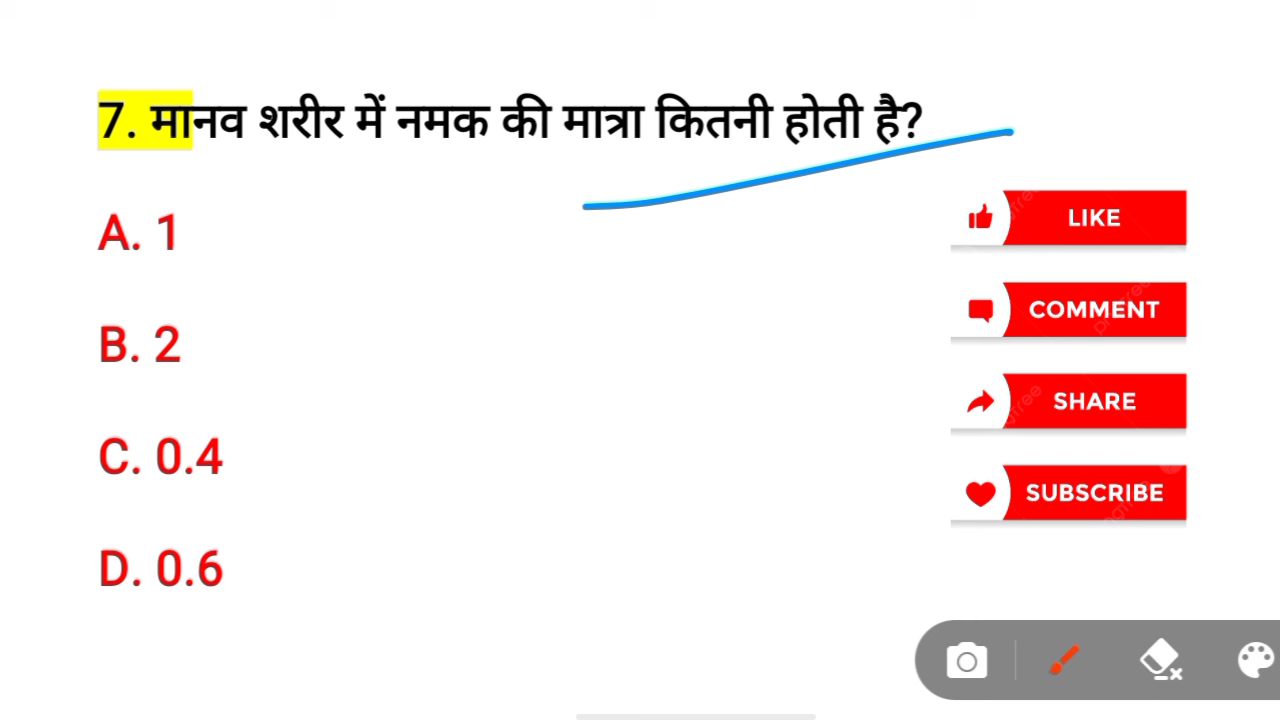 7. मानव शरीर में नमक की मात्रा कितनी होती है?
A. 1
B. 2
C. 0.4
D. 0.6
LIKE
COMMENT
SHARE
SUBSCRIBE